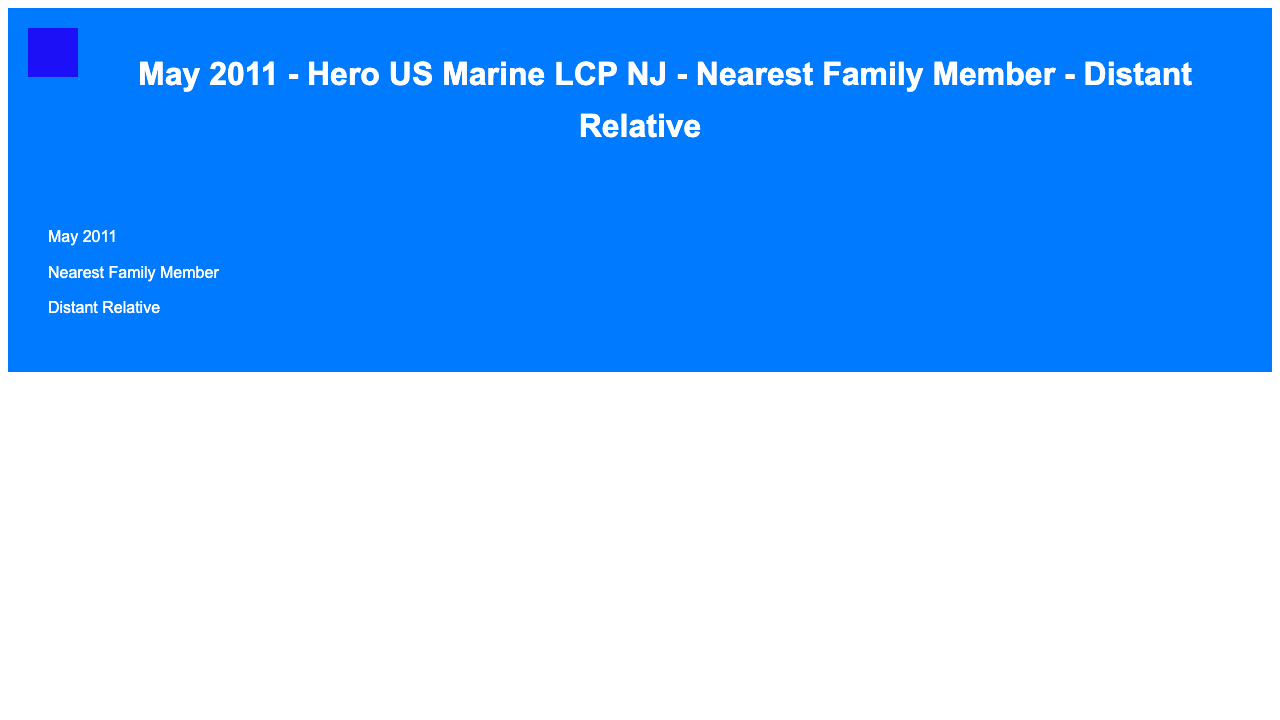 May 2011 - Hero US Marine LCP NJ - Nearest Family Member - Distant
Relative
May 2011
Nearest Family Member
Distant Relative